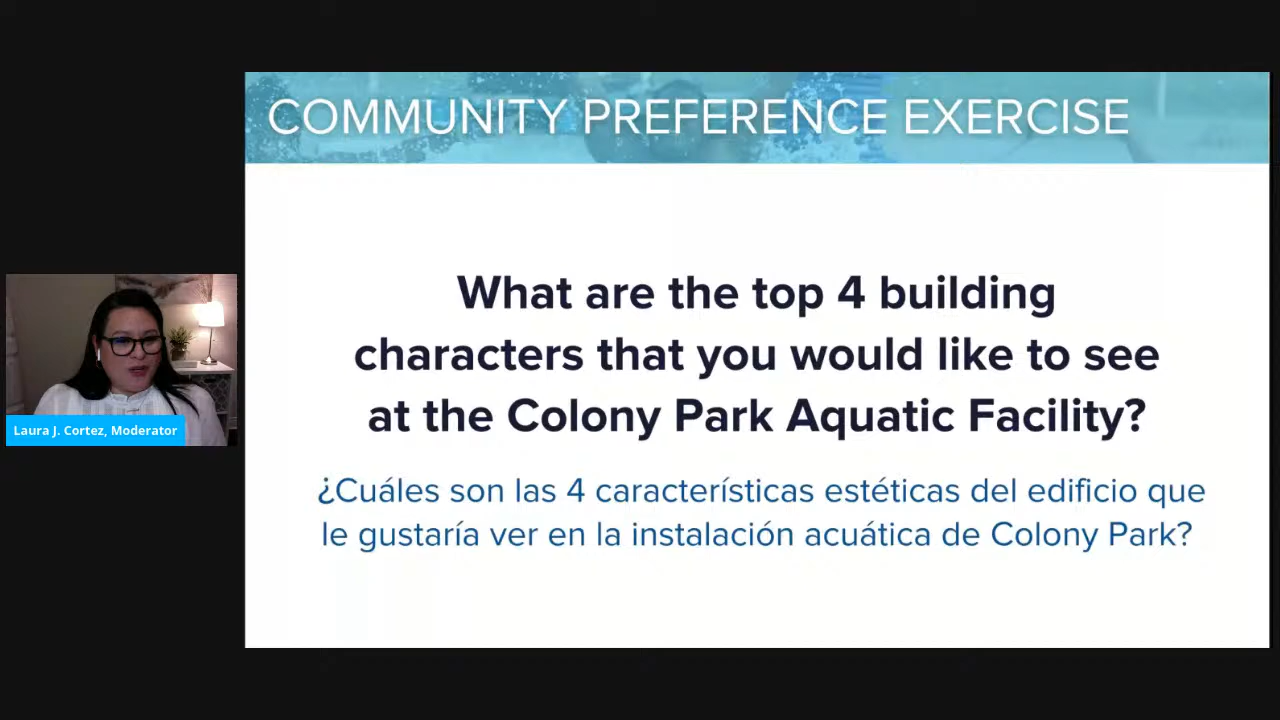 COMMUNITY PREFERENCE EXERCISE
What are the top 4 building
characters that you would like to see
at the Colony Park Aquatic Facility?
¿Cuáles son las 4 características estéticas del edificio que
le gustaría ver en la instalación acuática de Colony Park?
Laura J. Cortez, Moderator